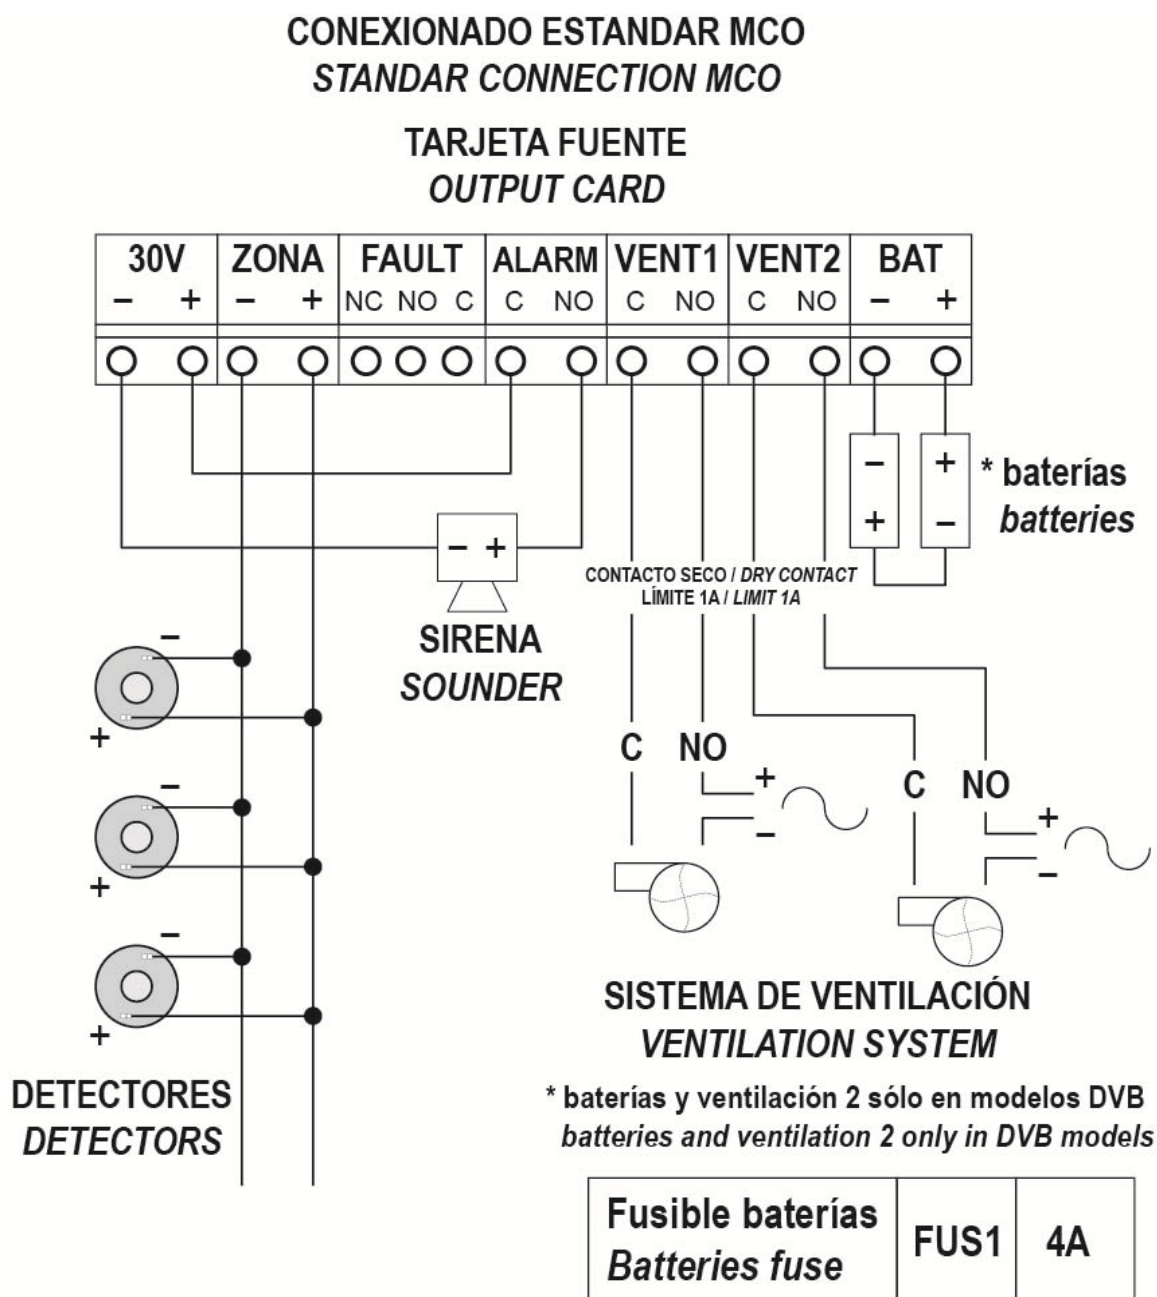 CONEXIONADO ESTANDAR MCO
STANDAR CONNECTION MCO
TARJETA FUENTE
OUTPUT CARD
30V ZONA FAULT ALARM VENT1 VENT2 BAT
– + – + NC NO C C NO C NO C NO – +
– + * baterías
+ – batteries
– +
CONTACTO SECO / DRY CONTACT
LÍMITE 1A / LIMIT 1A
SIRENA
SOUNDER
–
+
–
+
–
+
C NO
+
–
C NO
+
–
SISTEMA DE VENTILACIÓN
VENTILATION SYSTEM
DETECTORES
DETECTORS
* baterías y ventilación 2 sólo en modelos DVB
batteries and ventilation 2 only in DVB models
Fusible baterías FUS1 4A
Batteries fuse